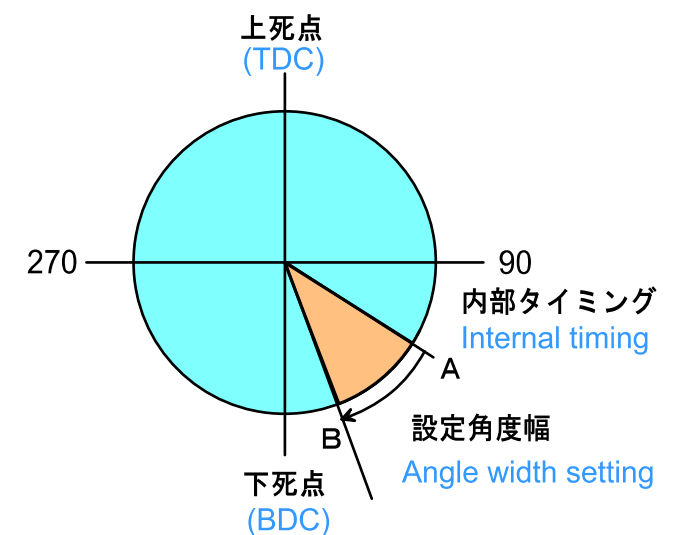 上死点
(TDC)
270
90
内部タイミング
Internal timing
A
B
設定角度幅
Angle width setting
下死点
(BDC)